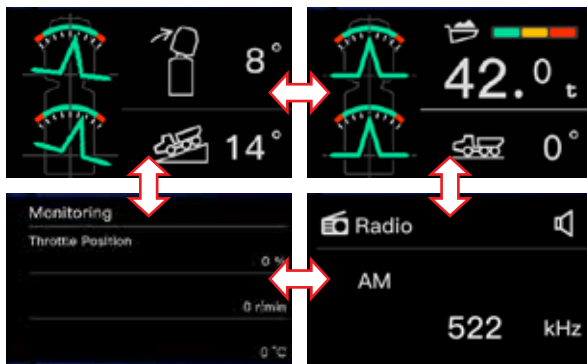 8°
14°
42.0 t
0°
Monitoring
Throttle Position
0 %
0 r/min
0 °C
Radio
AM
522 kHz